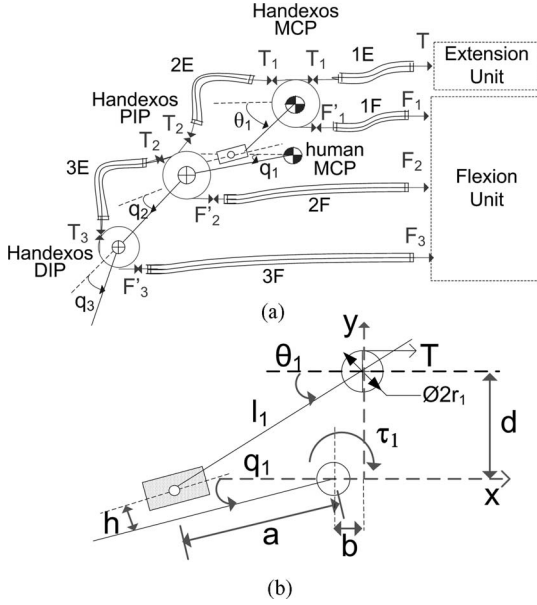 Handexos
MCP
2E
T₁
T₁
1E
T
Extension
Unit
Handexos
PIP
T₂
T₂
θ₁
F'₁
1F
F₁
3E
q₁
human
MCP
F₂
Flexion
Unit
q₂
F'₂
2F
T₃
Handexos
DIP
F'₃
3F
F₃
q₃
(a)
y
θ₁
T
l₁
Ø2r₁
d
τ₁
q₁
x
h
a
b
(b)